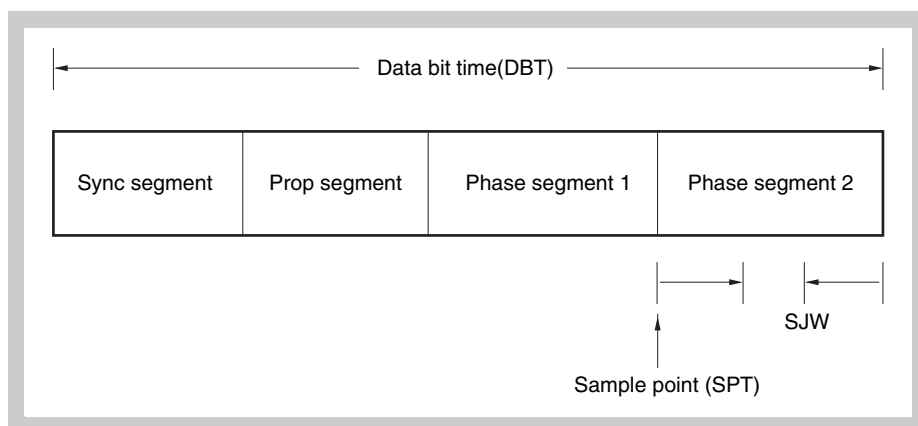 Data bit time(DBT)
Sync segment
Prop segment
Phase segment 1
Phase segment 2
SJW
Sample point (SPT)